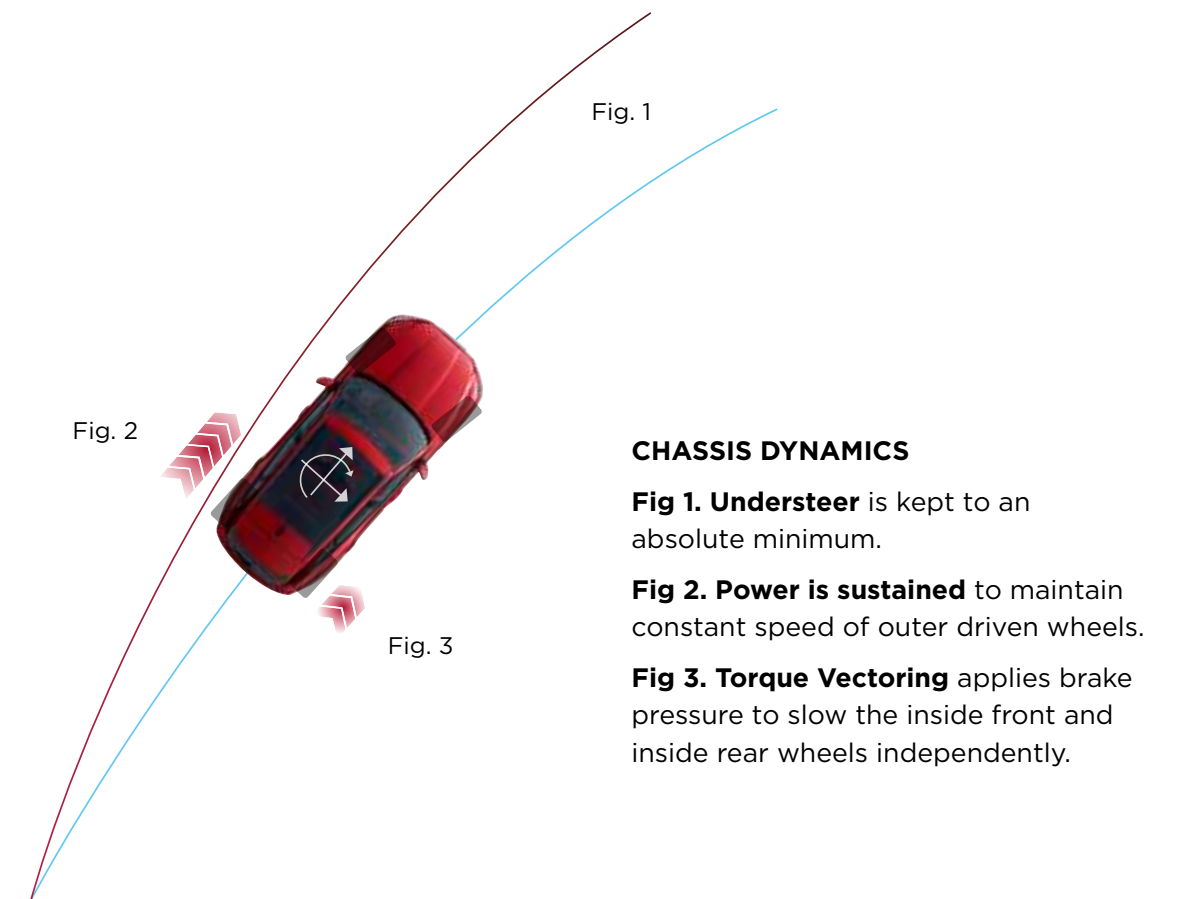 Fig. 1
Fig. 2
Fig. 3
CHASSIS DYNAMICS
Fig 1. Understeer is kept to an
absolute minimum.
Fig 2. Power is sustained to maintain
constant speed of outer driven wheels.
Fig 3. Torque Vectoring applies brake
pressure to slow the inside front and
inside rear wheels independently.